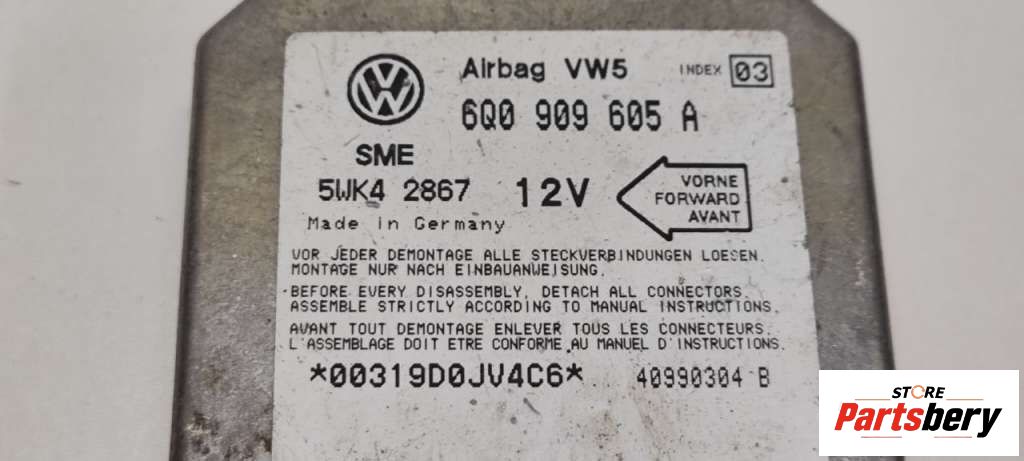 Airbag VW5 INDEX 03
6Q0 909 605 A
SME
5WK4 2867 12V
VORNE
FORWARD
AVANT
Made in Germany
VOR JEDER DEMONTAGE ALLE STECKVERBINDUNGEN LOESEN.
MONTAGE NUR NACH EINBAUANWEISUNG.
BEFORE EVERY DISASSEMBLY, DETACH ALL CONNECTORS.
ASSEMBLE STRICTLY ACCORDING TO MANUAL INSTRUCTIONS.
AVANT TOUT DEMONTAGE ENLEVER TOUS LES CONNECTEURS.
L'ASSEMBLAGE DOIT ETRE CONFORME AU MANUEL D'INSTRUCTIONS.
*00319D0JV4C6* 40990304 B
STORE
Partsbery